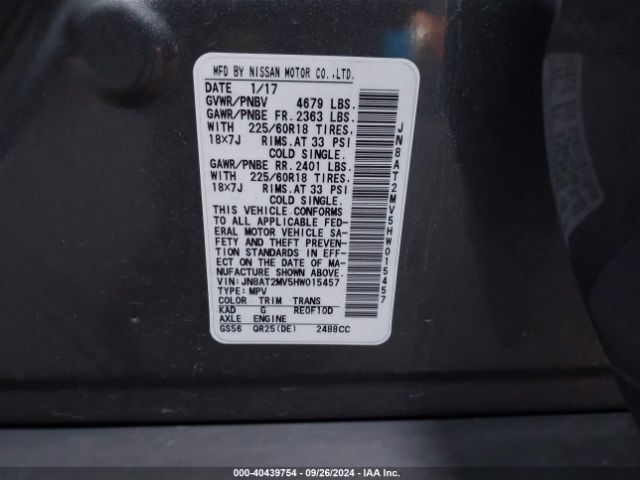 MFD BY NISSAN MOTOR CO.,LTD.
DATE 1/17
GVWR/PNBV 4679 LBS.
GAWR/PNBE FR. 2363 LBS.
WITH 225/60R18 TIRES.
18X7J RIMS.AT 33 PSI
COLD SINGLE.
GAWR/PNBE RR. 2401 LBS.
WITH 225/60R18 TIRES.
18X7J RIMS.AT 33 PSI
COLD SINGLE.
THIS VEHICLE CONFORMS
TO ALL APPLICABLE FED-
ERAL MOTOR VEHICLE SA-
FETY AND THEFT PREVEN-
TION STANDARDS IN EFF-
ECT ON THE DATE OF MA-
NUFACTURE SHOWN ABOVE.
VIN:JN8AT2MV5HW015457
TYPE:MPV
COLOR TRIM TRANS
KAD G RE0F10D
AXLE ENGINE
GS56 QR25(DE) 2488CC
JN8AT2MV5HW015457
000-40439754 - 09/26/2024 - IAA Inc.